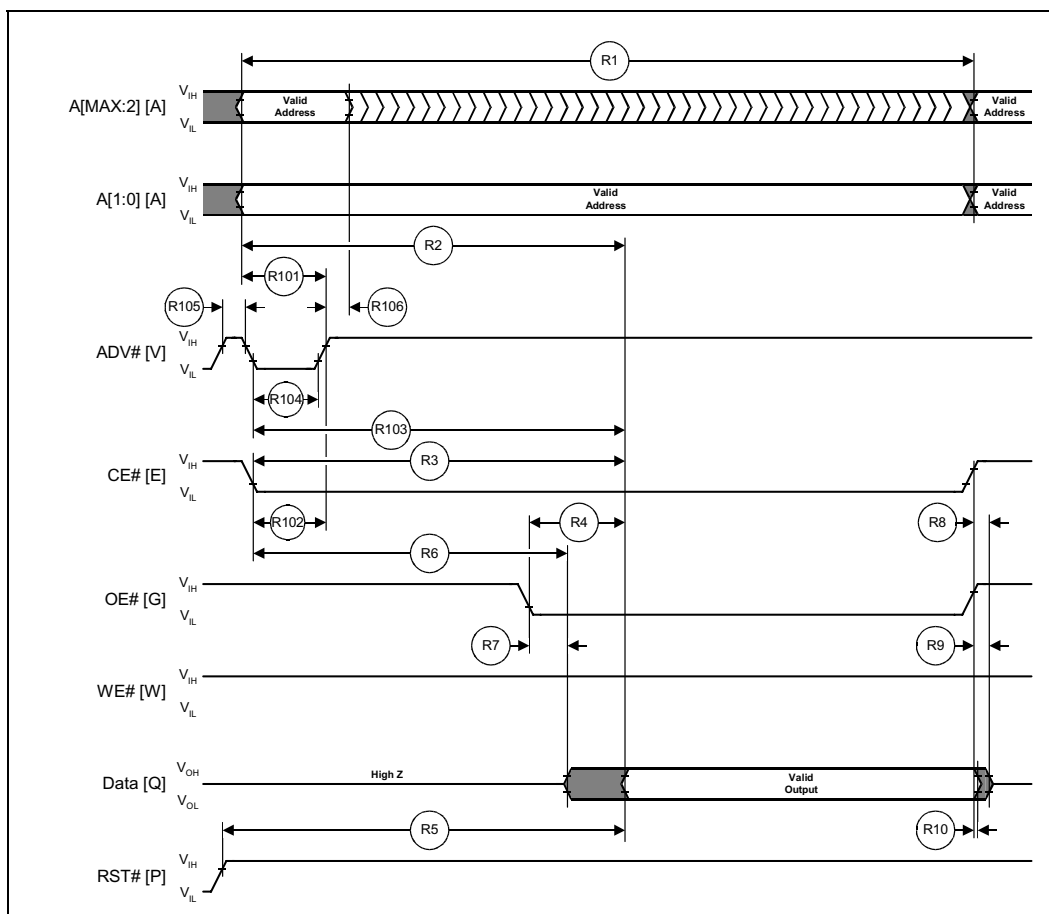 R1
A[MAX:2] [A]
VIH
VIL
Valid
Address
Valid
Address
A[1:0] [A]
VIH
VIL
Valid
Address
Valid
Address
R2
R101
R105
R106
ADV# [V]
VIH
VIL
R104
R103
CE# [E]
VIH
VIL
R3
R102
R4
R8
R6
OE# [G]
VIH
VIL
R7
R9
WE# [W]
VIH
VIL
Data [Q]
VOH
VOL
High Z
Valid
Output
R5
R10
RST# [P]
VIH
VIL